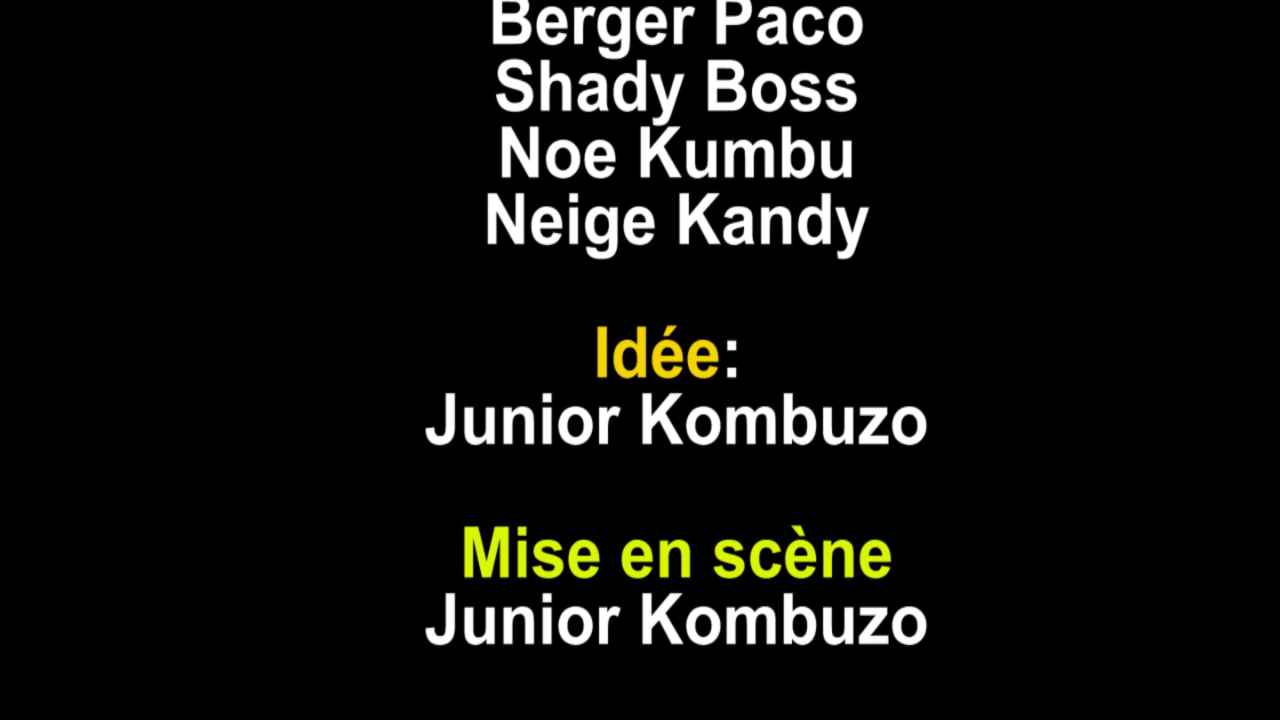 Berger Paco
Shady Boss
Noe Kumbu
Neige Kandy
Idée:
Junior Kombuzo
Mise en scène
Junior Kombuzo